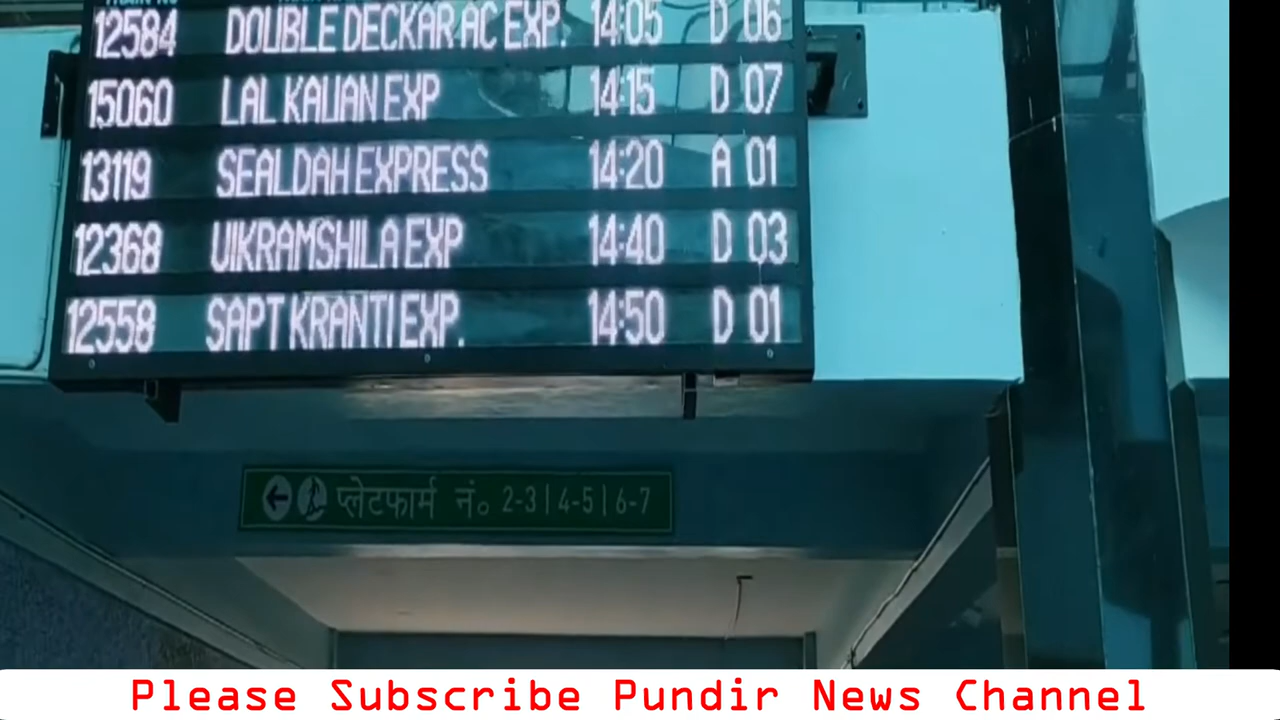 12584 DOUBLE DECKAR AC EXP. 14:05 D 06
15060 LAL KAUAN EXP 14:15 D 07
13119 SEALDAH EXPRESS 14:20 A 01
12368 VIKRAMSHILA EXP 14:40 D 03
12558 SAPT KRANTI EXP. 14:50 D 01
प्लेटफार्म नं० 2-3|4-5|6-7
Please Subscribe Pundir News Channel